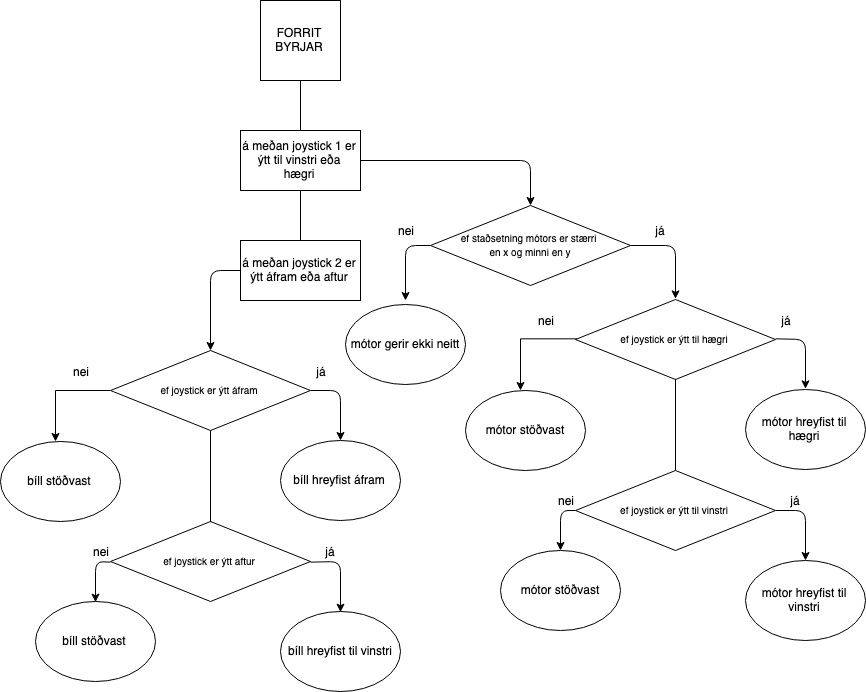 FORRIT
BYRJAR
á meðan joystick 1 er
ýtt til vinstri eða
hægri
á meðan joystick 2 er
ýtt áfram eða aftur
nei
já
ef staðsetning mótors er stærri
en x og minni en y
mótor gerir ekki neitt
nei
já
ef joystick er ýtt til hægri
mótor stöðvast
mótor hreyfist til
hægri
nei
já
ef joystick er ýtt til vinstri
mótor stöðvast
mótor hreyfist til
vinstri
nei
já
ef joystick er ýtt áfram
bíll stöðvast
bíll hreyfist áfram
nei
já
ef joystick er ýtt aftur
bíll stöðvast
bíll hreyfist til vinstri